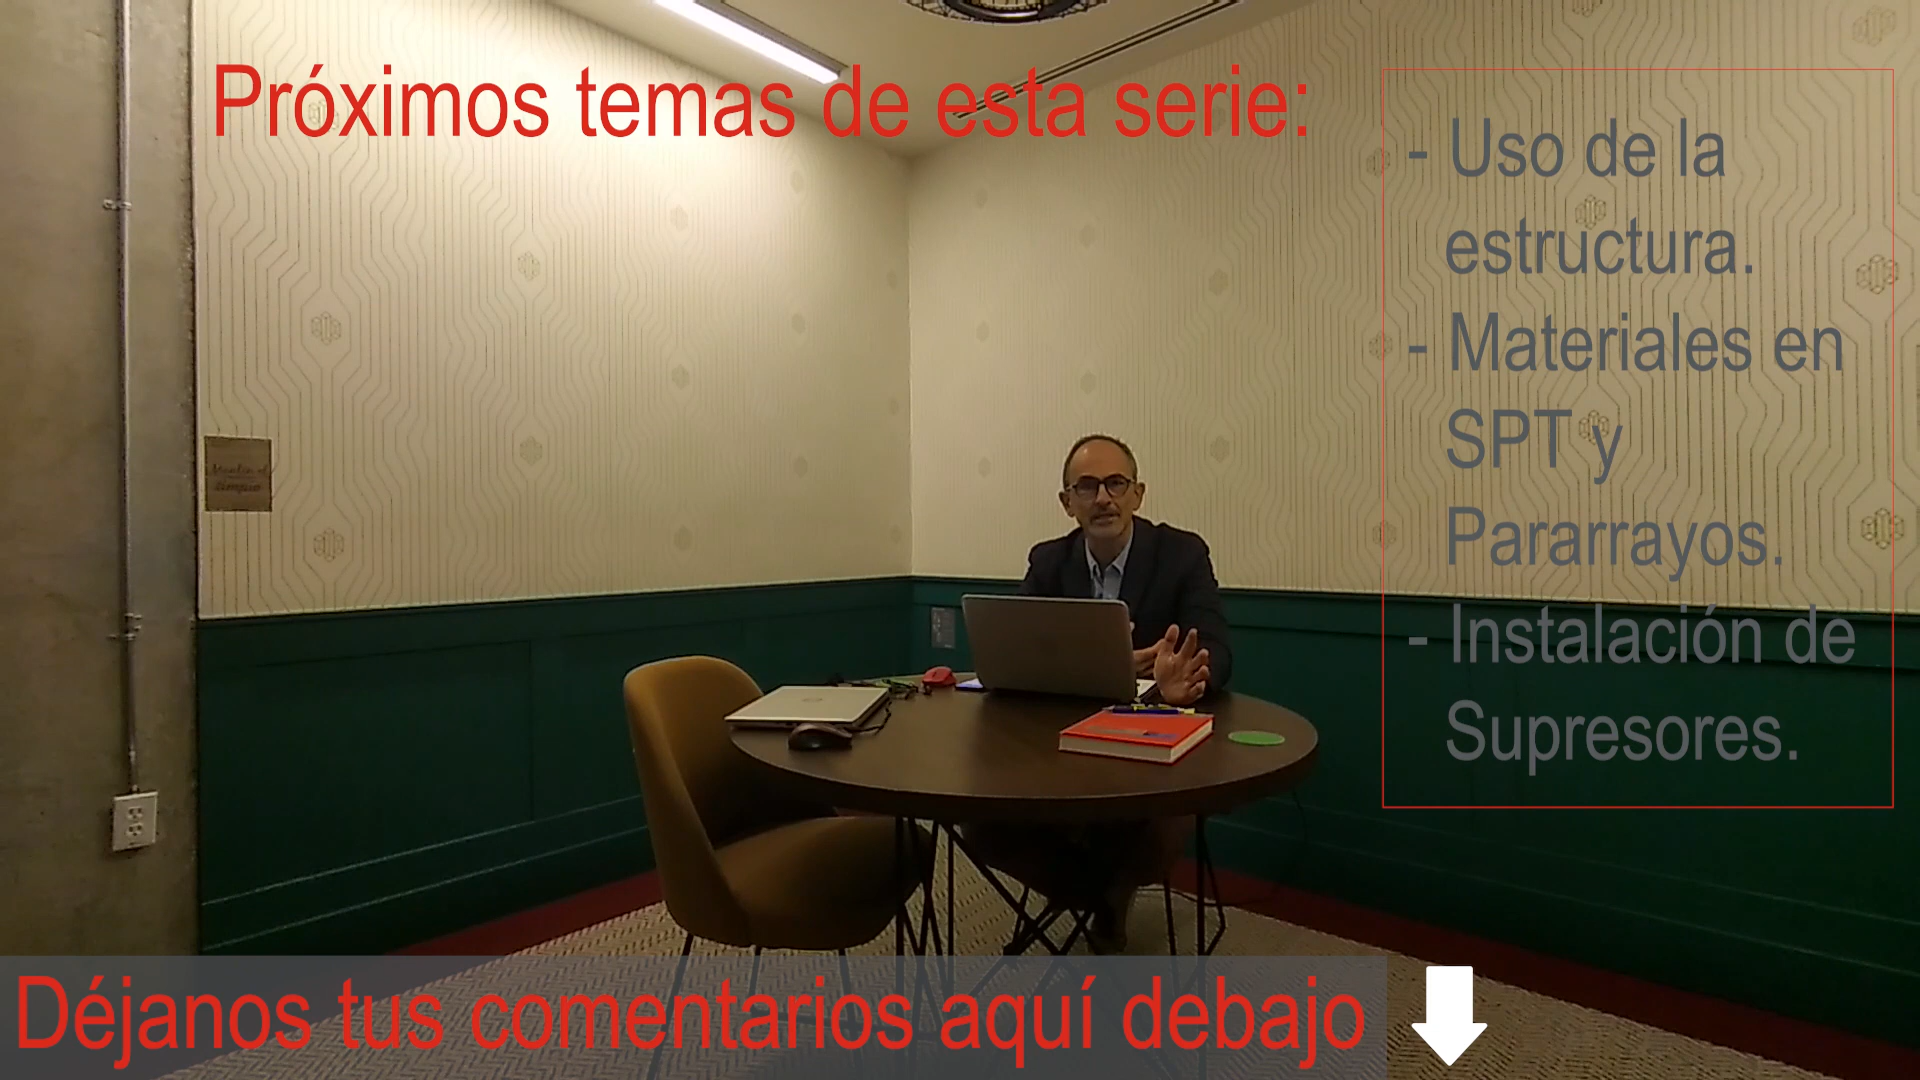 Próximos temas de esta serie:
- Uso de la
estructura.
- Materiales en
SPT y
Pararrayos.
- Instalación de
Supresores.
Déjanos tus comentarios aquí debajo